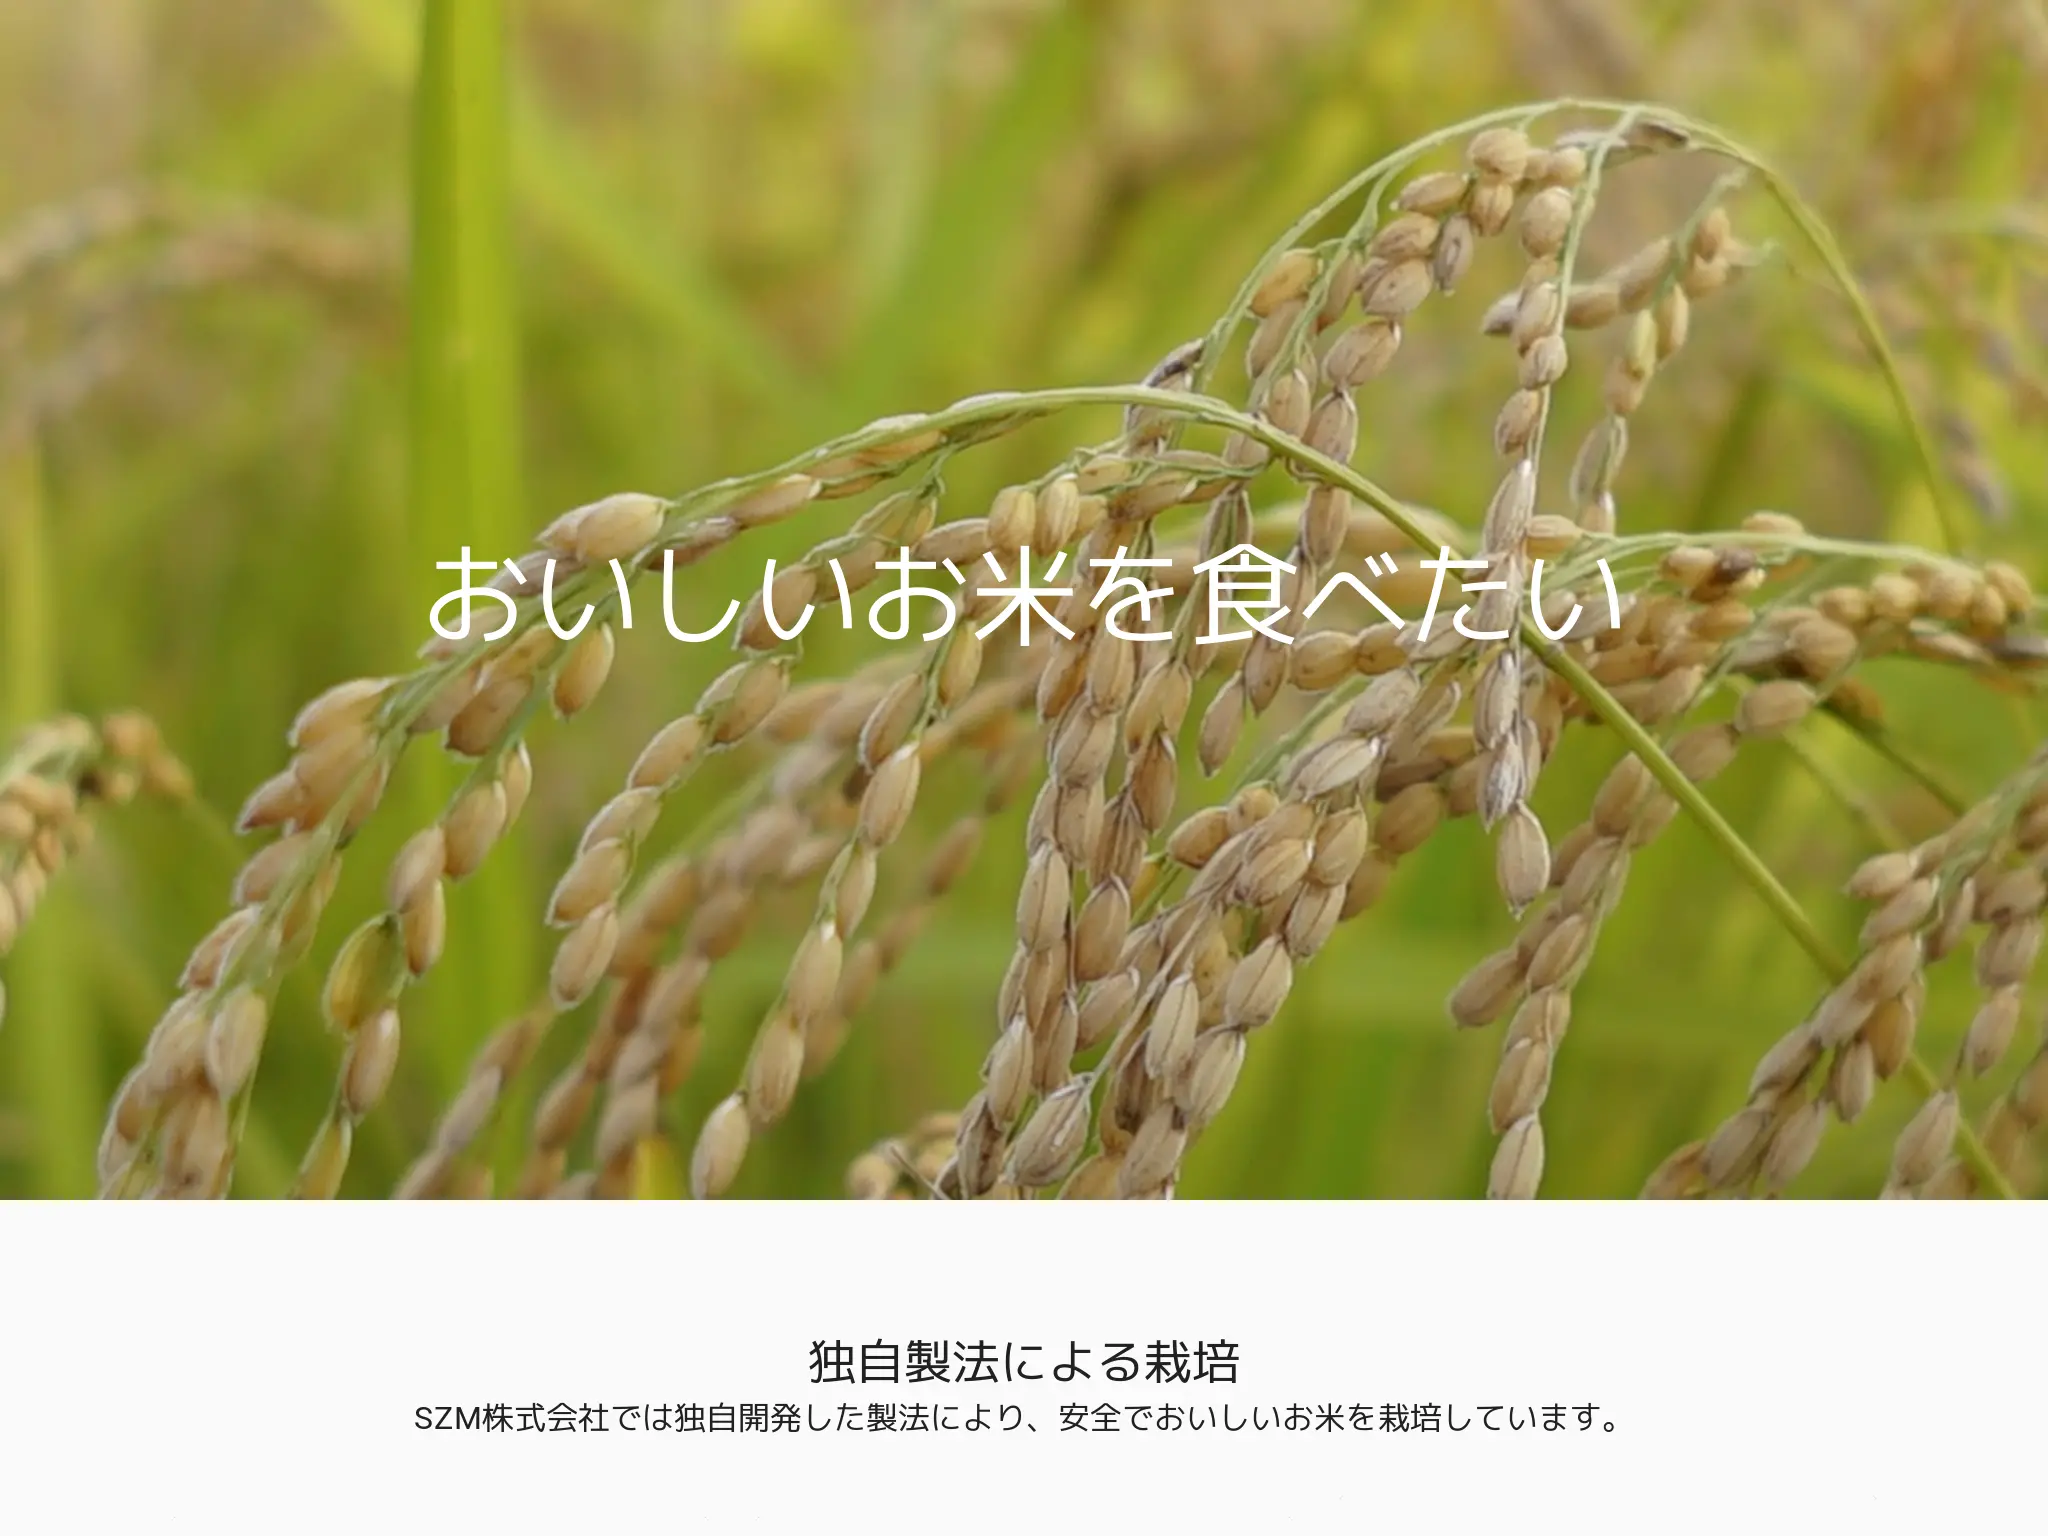 おいしいお米を食べたい
独自製法による栽培
SZM株式会社では独自開発した製法により、安全でおいしいお米を栽培しています。